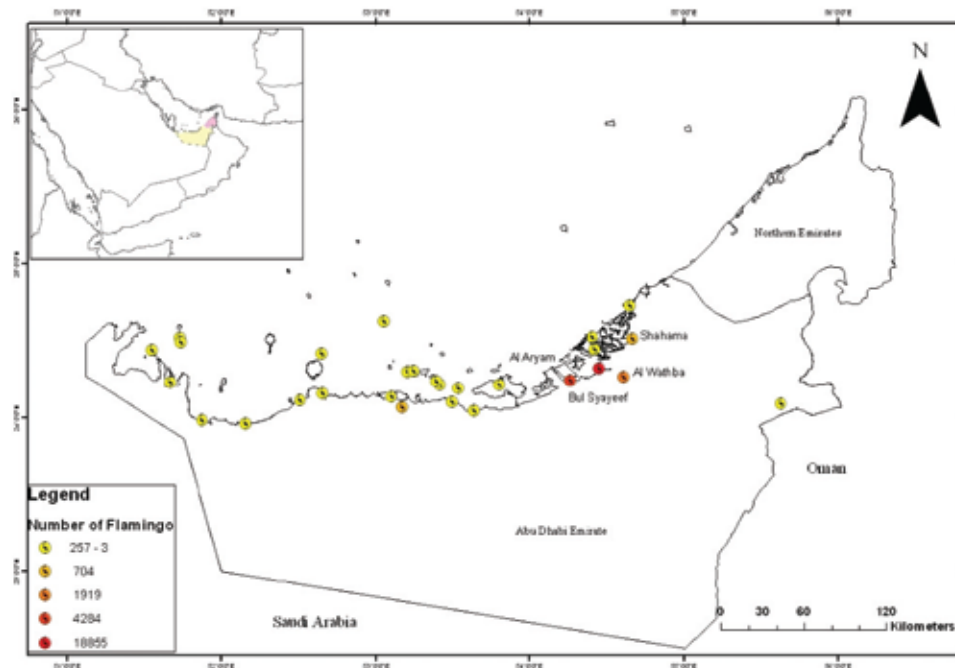 N
Northern Emirates
Shahama
Al Aryam
Al Wathba
Bul Syayeef
Oman
Abu Dhabi Emirate
Saudi Arabia
Legend
Number of Flamingo
257 - 3
704
1919
4284
18855
0 30 60 120
Kilometers